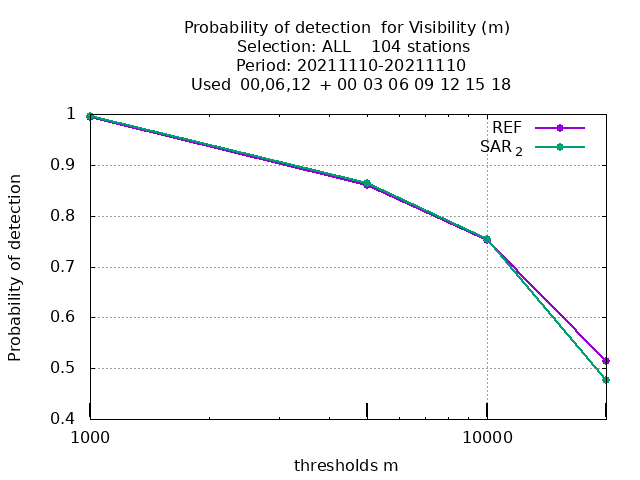 Probability of detection  for Visibility (m)
Selection: ALL    104 stations
Period: 20211110-20211110
Used  00,06,12  + 00 03 06 09 12 15 18
REF
SAR 2
Probability of detection
1
0.9
0.8
0.7
0.6
0.5
0.4
1000
10000
thresholds m